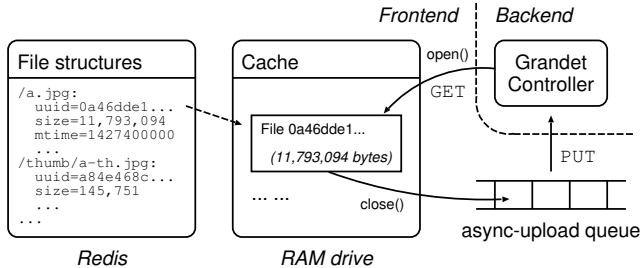 Frontend
Backend
File structures
/a.jpg:
uuid=0a46dde1...
size=11,793,094
mtime=1427400000
...
/thumb/a-th.jpg:
uuid=a84e468c...
size=145,751
...
...
Redis
Cache
File 0a46dde1...
(11,793,094 bytes)
... ...
RAM drive
open()
GET
close()
Grandet
Controller
PUT
async-upload queue